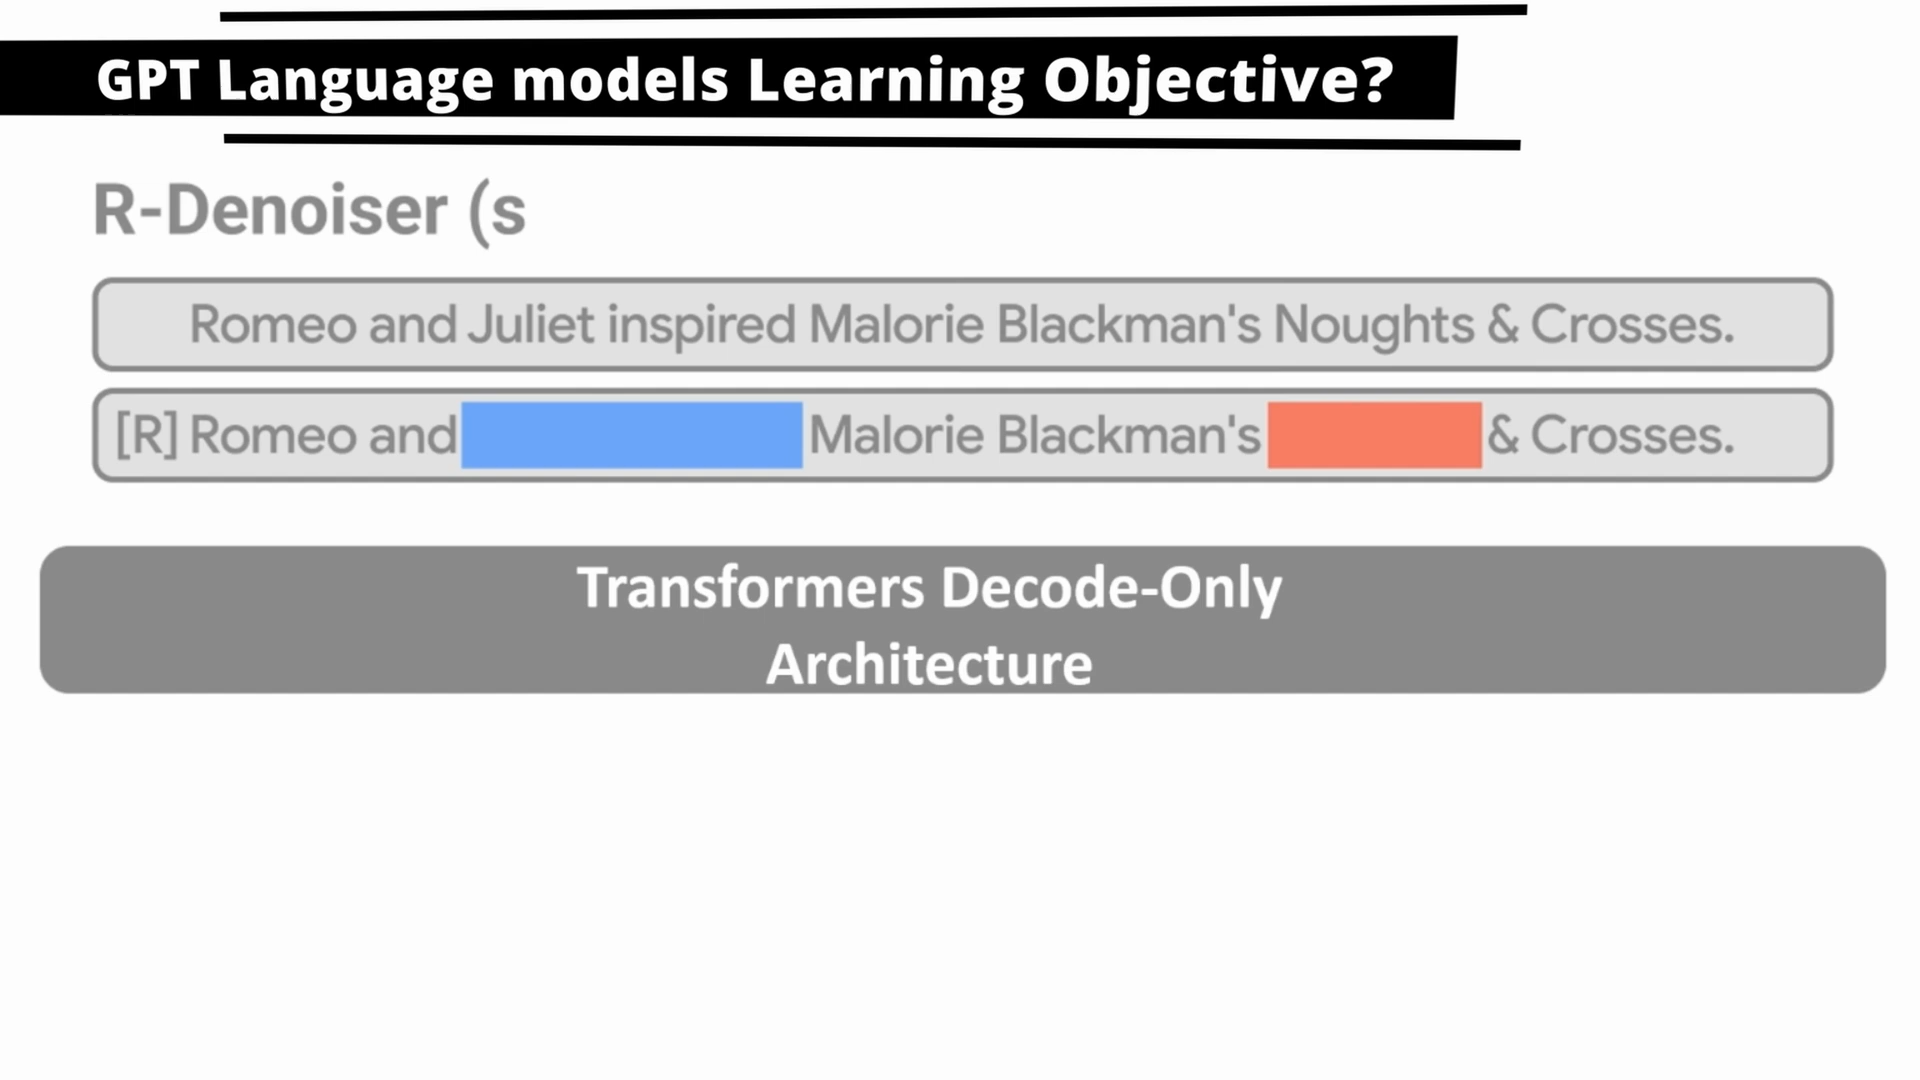 GPT Language models Learning Objective?
R-Denoiser (s
Romeo and Juliet inspired Malorie Blackman's Noughts & Crosses.
[R] Romeo and Malorie Blackman's & Crosses.
Transformers Decode-Only
Architecture